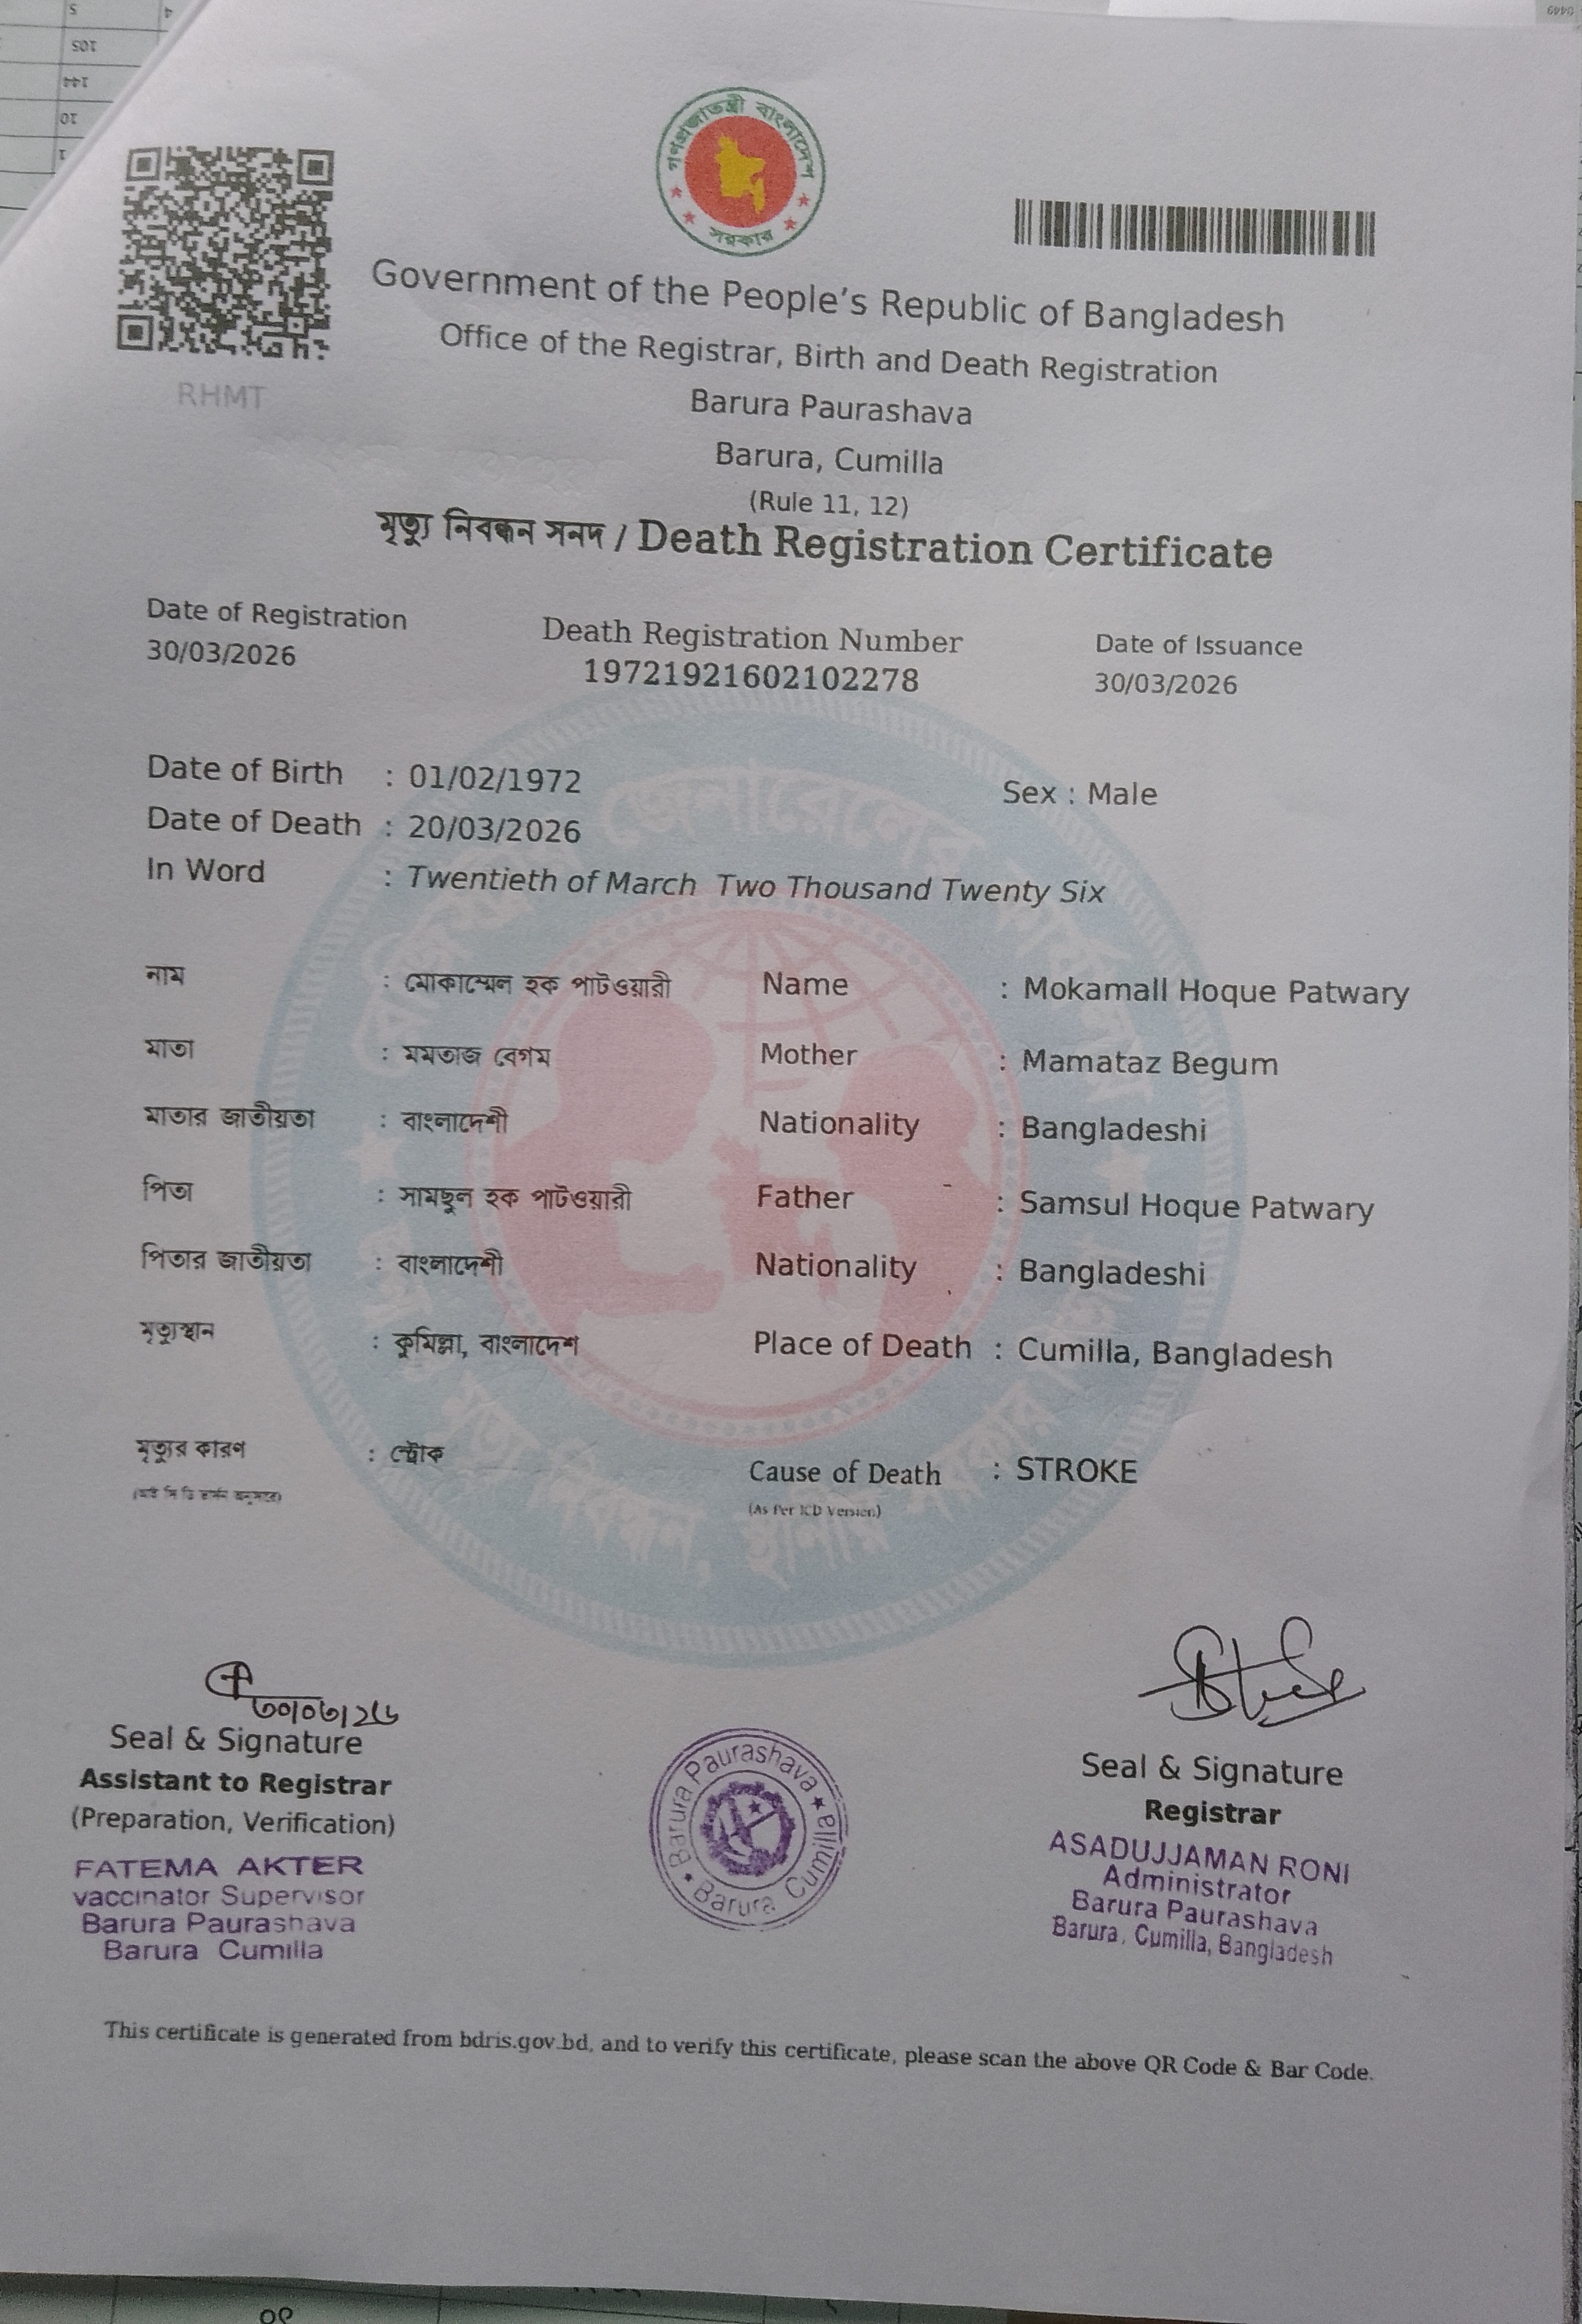 গণপ্রজাতন্ত্রী বাংলাদেশ
সরকার
RHMT
Government of the People's Republic of Bangladesh
Office of the Registrar, Birth and Death Registration
Barura Paurashava
Barura, Cumilla
(Rule 11, 12)
মৃত্যু নিবন্ধন সনদ / Death Registration Certificate
Date of Registration Death Registration Number Date of Issuance
30/03/2026 19721921602102278 30/03/2026
Date of Birth : 01/02/1972 Sex : Male
Date of Death : 20/03/2026
In Word : Twentieth of March Two Thousand Twenty Six
নাম : মোকাম্মেল হক পাটওয়ারী Name : Mokamall Hoque Patwary
মাতা : মমতাজ বেগম Mother : Mamataz Begum
মাতার জাতীয়তা : বাংলাদেশী Nationality : Bangladeshi
পিতা : সামছুল হক পাটওয়ারী Father : Samsul Hoque Patwary
পিতার জাতীয়তা : বাংলাদেশী Nationality : Bangladeshi
মৃত্যুস্থান : কুমিল্লা, বাংলাদেশ Place of Death : Cumilla, Bangladesh
মৃত্যুর কারণ : স্ট্রোক Cause of Death : STROKE
(As Per ICD Version)
৩০/০৩/২৬
Seal & Signature Seal & Signature
Assistant to Registrar Registrar
(Preparation, Verification)
FATEMA AKTER
vaccinator Supervisor
Barura Paurashava
Barura Cumilla
Barura Paurashava
Barura Cumilla
ASADUJJAMAN RONI
Administrator
Barura Paurashava
Barura, Cumilla, Bangladesh
This certificate is generated from bdris.gov.bd, and to verify this certificate, please scan the above QR Code & Bar Code.